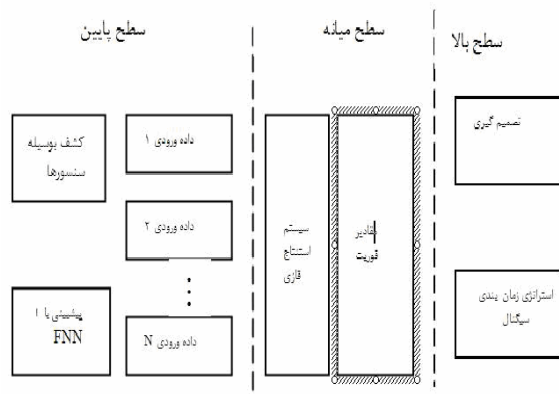 سطح پایین
سطح میانه
سطح بالا
کشف بوسیله
سنسورها
داده ورودی ۱
داده ورودی ۲
داده ورودی N
پیشبینی با ۱
FNN
سیستم
استنتاج
فازی
مقادیر
فوریت
تصمیم گیری
استراتژی زمان بندی
سیگنال